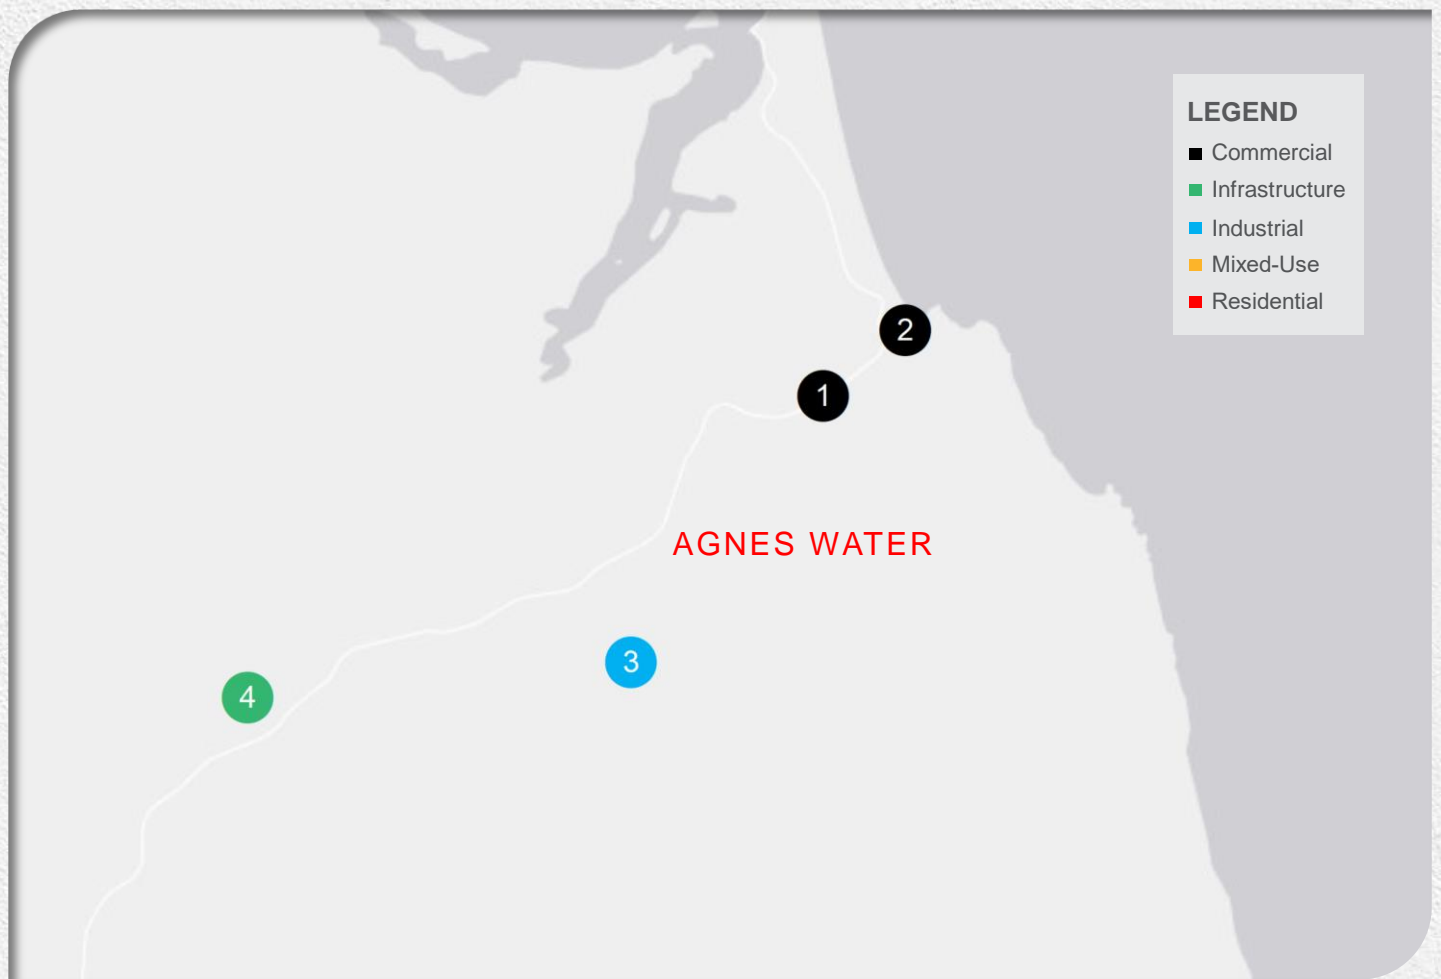 LEGEND
Commercial
Infrastructure
Industrial
Mixed-Use
Residential
2
1
AGNES WATER
3
4